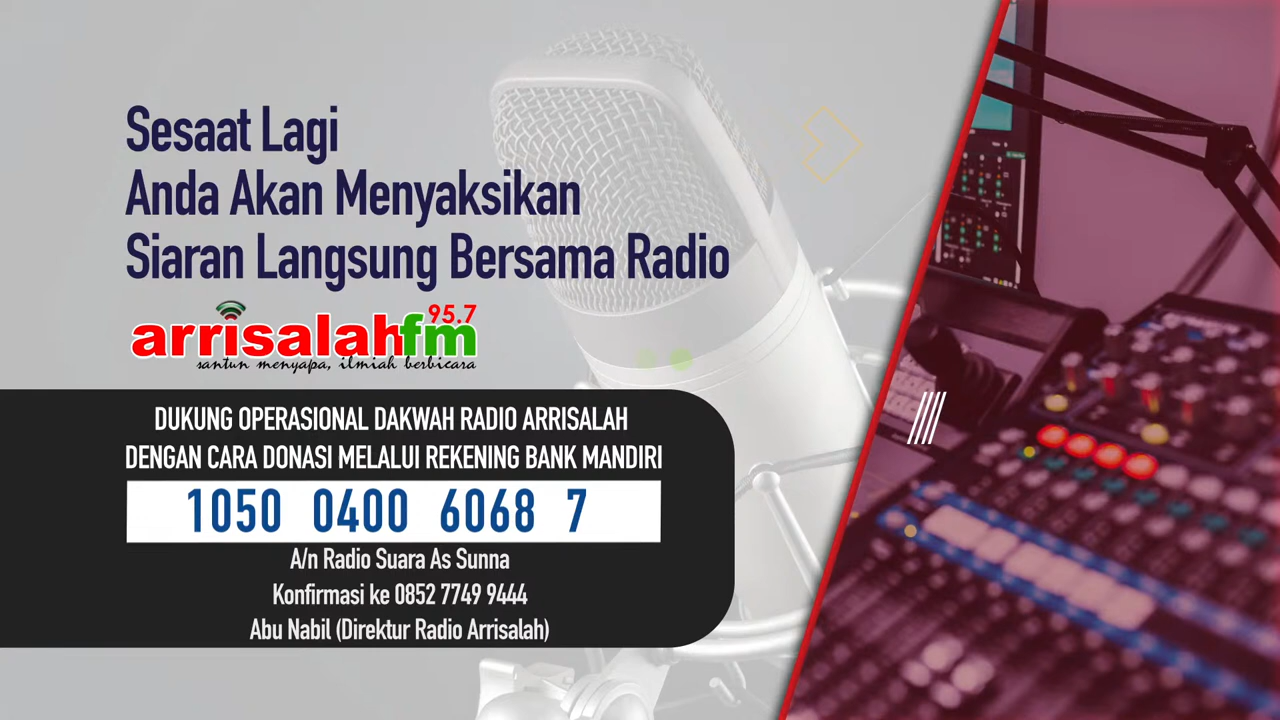 Sesaat Lagi
Anda Akan Menyaksikan
Siaran Langsung Bersama Radio
95.7
arrisalahfm
santun menyapa, ilmiah berbicara
DUKUNG OPERASIONAL DAKWAH RADIO ARRISALAH
DENGAN CARA DONASI MELALUI REKENING BANK MANDIRI
1050 0400 6068 7
A/n Radio Suara As Sunna
Konfirmasi ke 0852 7749 9444
Abu Nabil (Direktur Radio Arrisalah)